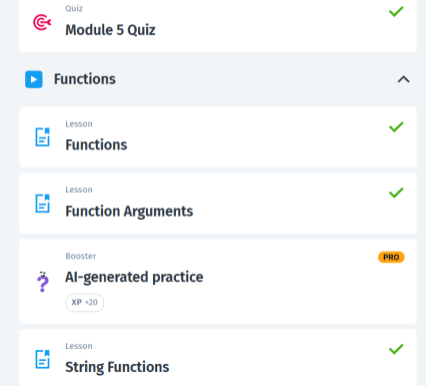 Quiz
Module 5 Quiz
Functions
Lesson
Functions
Lesson
Function Arguments
Booster
PRO
AI-generated practice
XP +20
Lesson
String Functions